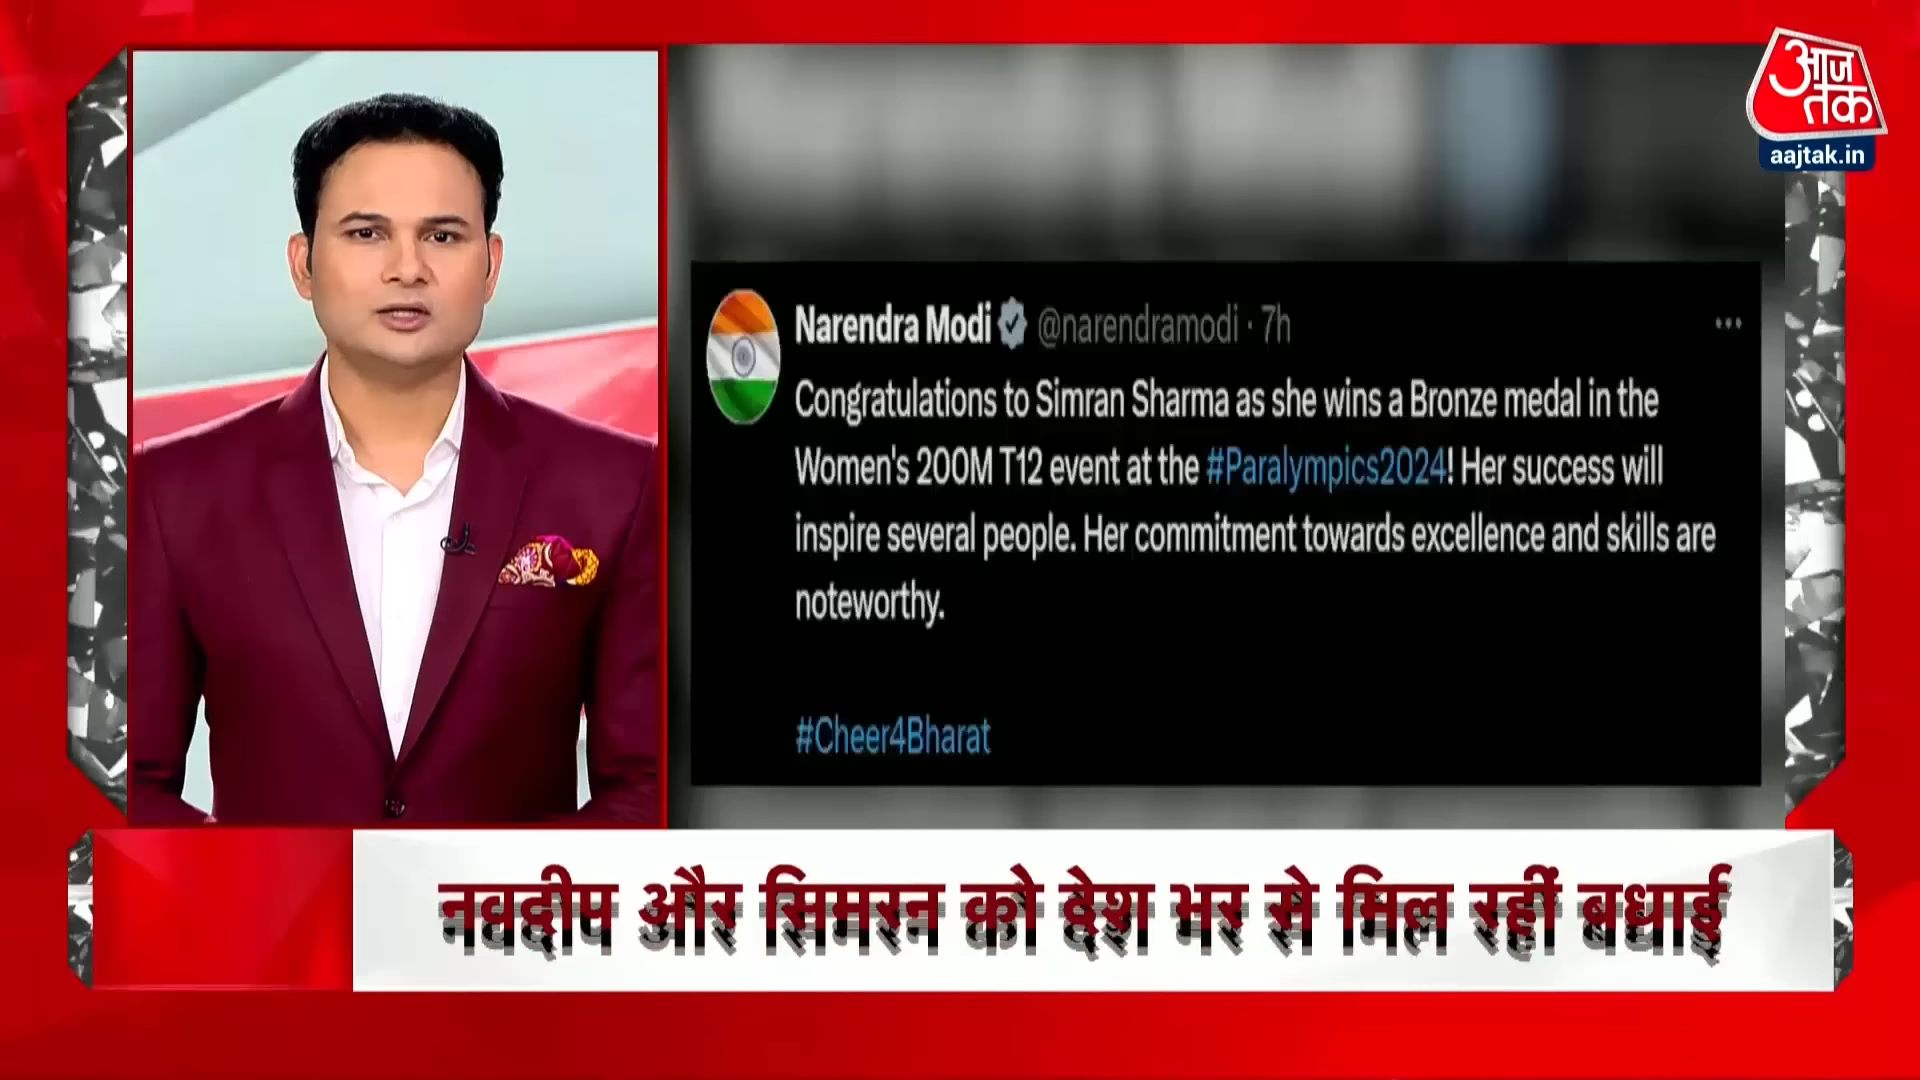 आज
तक
aajtak.in
Narendra Modi @narendramodi · 7h
Congratulations to Simran Sharma as she wins a Bronze medal in the
Women's 200M T12 event at the #Paralympics2024! Her success will
inspire several people. Her commitment towards excellence and skills are
noteworthy.
#Cheer4Bharat
नवदीप और सिमरन को देश भर से मिल रहीं बधाई